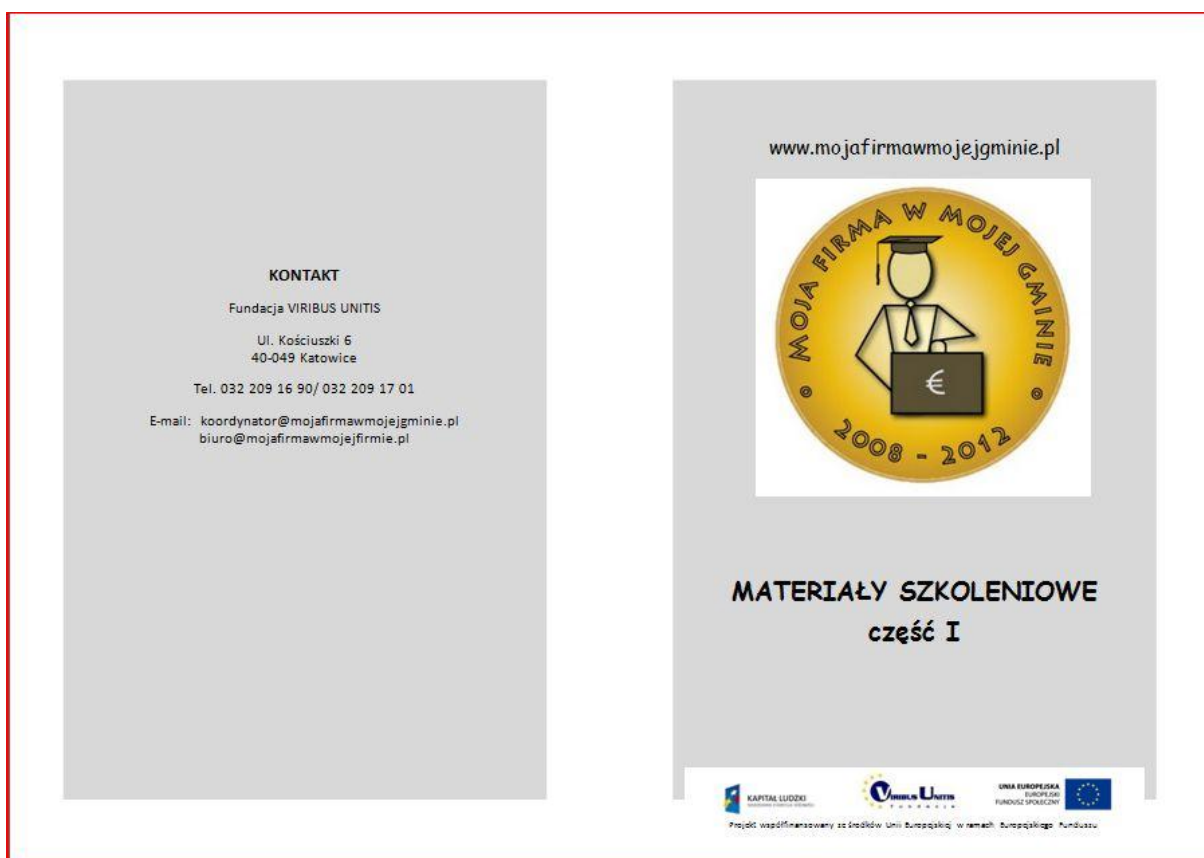 KONTAKT
Fundacja VIRIBUS UNITIS
Ul. Kościuszki 6
40-049 Katowice
Tel. 032 209 16 90/ 032 209 17 01
E-mail: koordynator@mojafirmawmojejgminie.pl
biuro@mojafirmawmojejfirmie.pl
www.mojafirmawmojejgminie.pl
MOJA FIRMA W MOJEJ GMINIE
€
2008 - 2012
MATERIAŁY SZKOLENIOWE
część I
KAPITAŁ LUDZKI
VIRIBUS UNITIS
FUNDACJA
UNIA EUROPEJSKA
EUROPEJSKI
FUNDUSZ SPOŁECZNY
Projekt współfinansowany ze środków Unii Europejskiej w ramach Europejskiego Funduszu